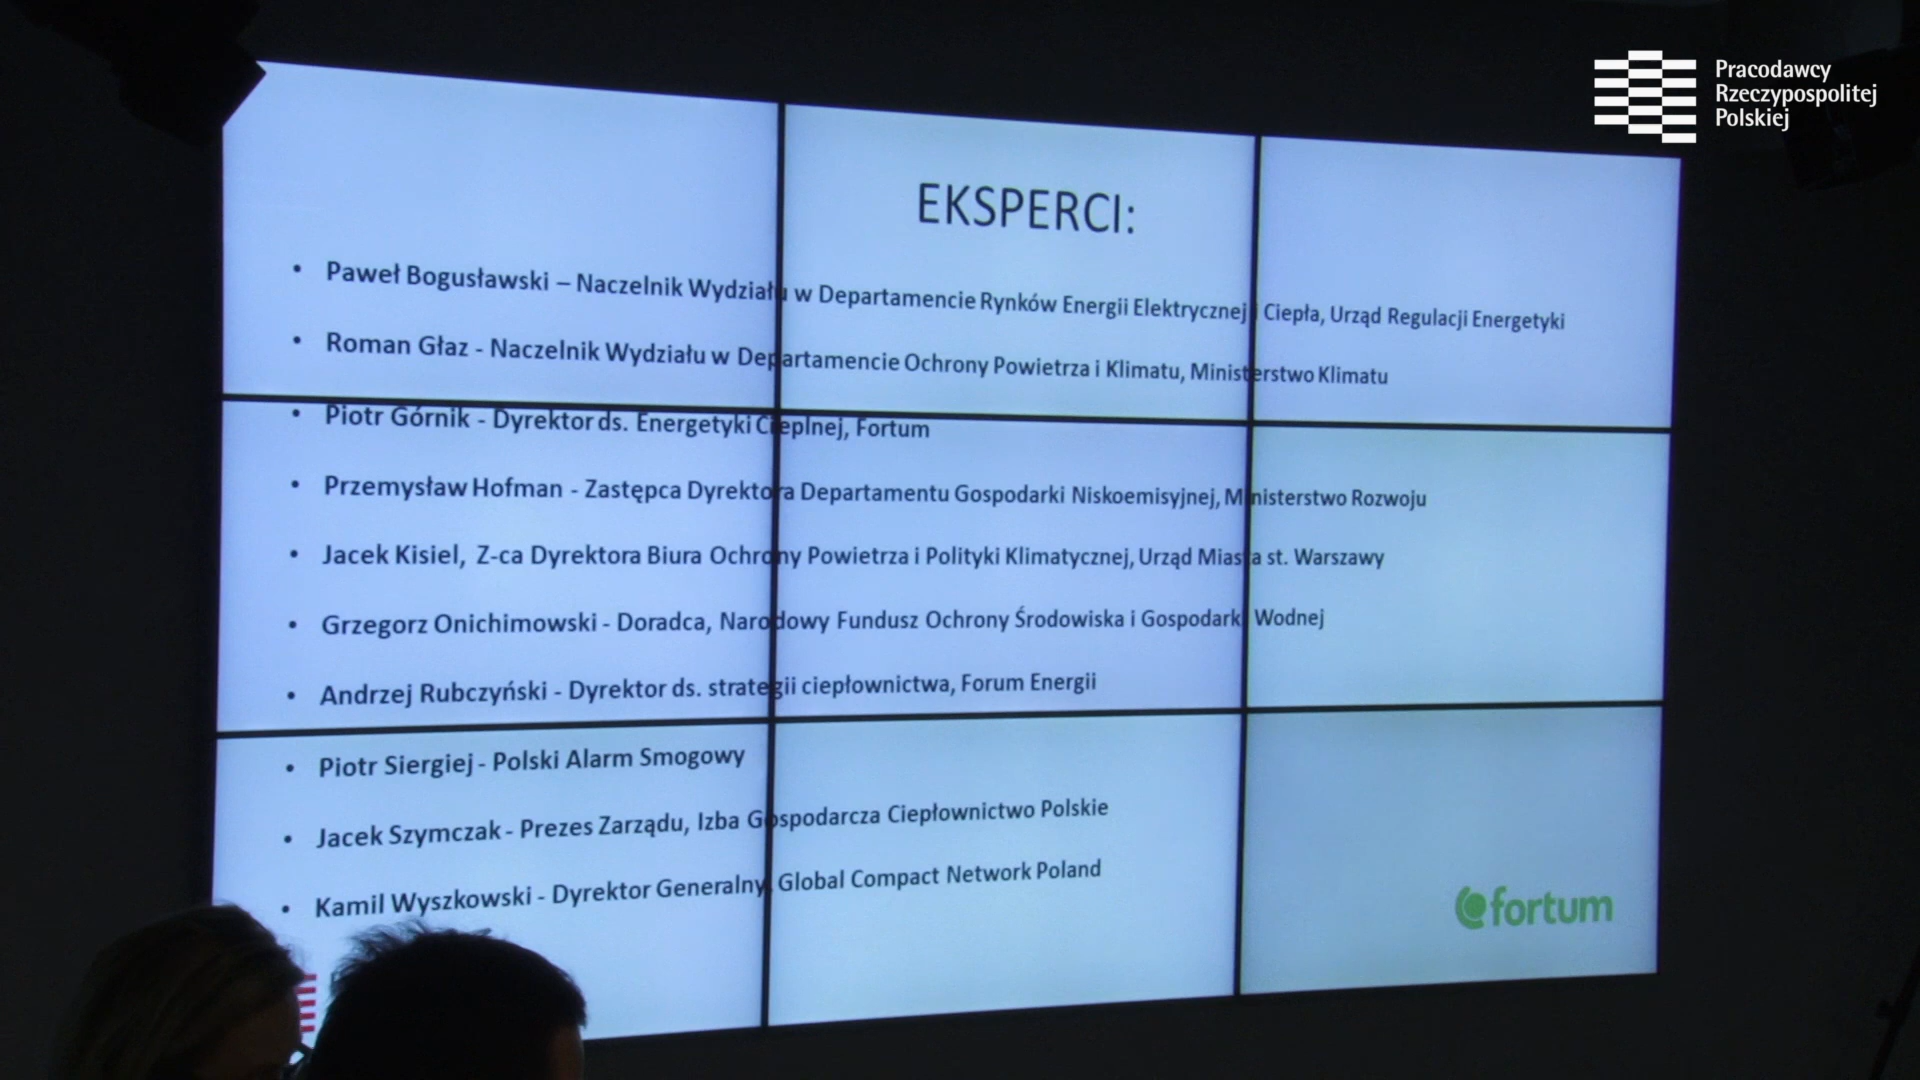 Pracodawcy
Rzeczypospolitej
Polskiej
EKSPERCI:
• Paweł Bogusławski – Naczelnik Wydziału w Departamencie Rynków Energii Elektrycznej i Ciepła, Urząd Regulacji Energetyki
• Roman Głaz - Naczelnik Wydziału w Departamencie Ochrony Powietrza i Klimatu, Ministerstwo Klimatu
• Piotr Górnik - Dyrektor ds. Energetyki Cieplnej, Fortum
• Przemysław Hofman - Zastępca Dyrektora Departamentu Gospodarki Niskoemisyjnej, Ministerstwo Rozwoju
• Jacek Kisiel, Z-ca Dyrektora Biura Ochrony Powietrza i Polityki Klimatycznej, Urząd Miasta st. Warszawy
• Grzegorz Onichimowski - Doradca, Narodowy Fundusz Ochrony Środowiska i Gospodarki Wodnej
• Andrzej Rubczyński - Dyrektor ds. strategii ciepłownictwa, Forum Energii
• Piotr Siergiej - Polski Alarm Smogowy
• Jacek Szymczak - Prezes Zarządu, Izba Gospodarcza Ciepłownictwo Polskie
• Kamil Wyszkowski - Dyrektor Generalny, Global Compact Network Poland
fortum